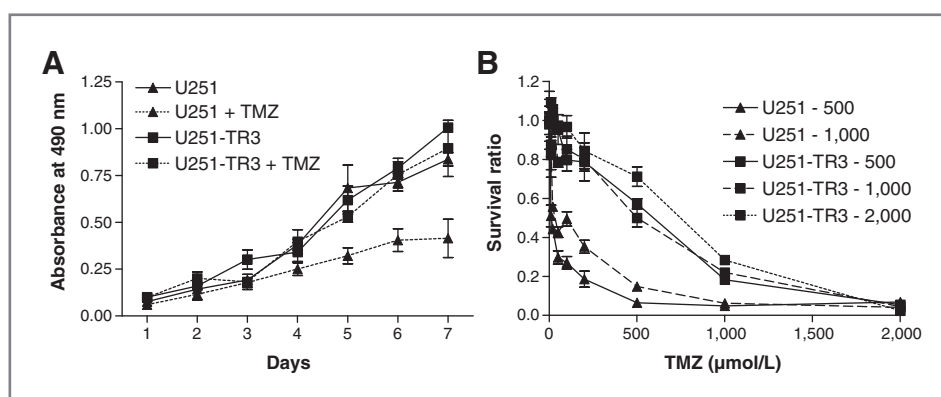 A
1.25
1.00
0.75
0.50
0.25
0.00
Absorbance at 490 nm
U251
U251 + TMZ
U251-TR3
U251-TR3 + TMZ
1 2 3 4 5 6 7
Days
B
1.2
1.0
0.8
0.6
0.4
0.2
0.0
Survival ratio
U251 - 500
U251 - 1,000
U251-TR3 - 500
U251-TR3 - 1,000
U251-TR3 - 2,000
0 500 1,000 1,500 2,000
TMZ (µmol/L)